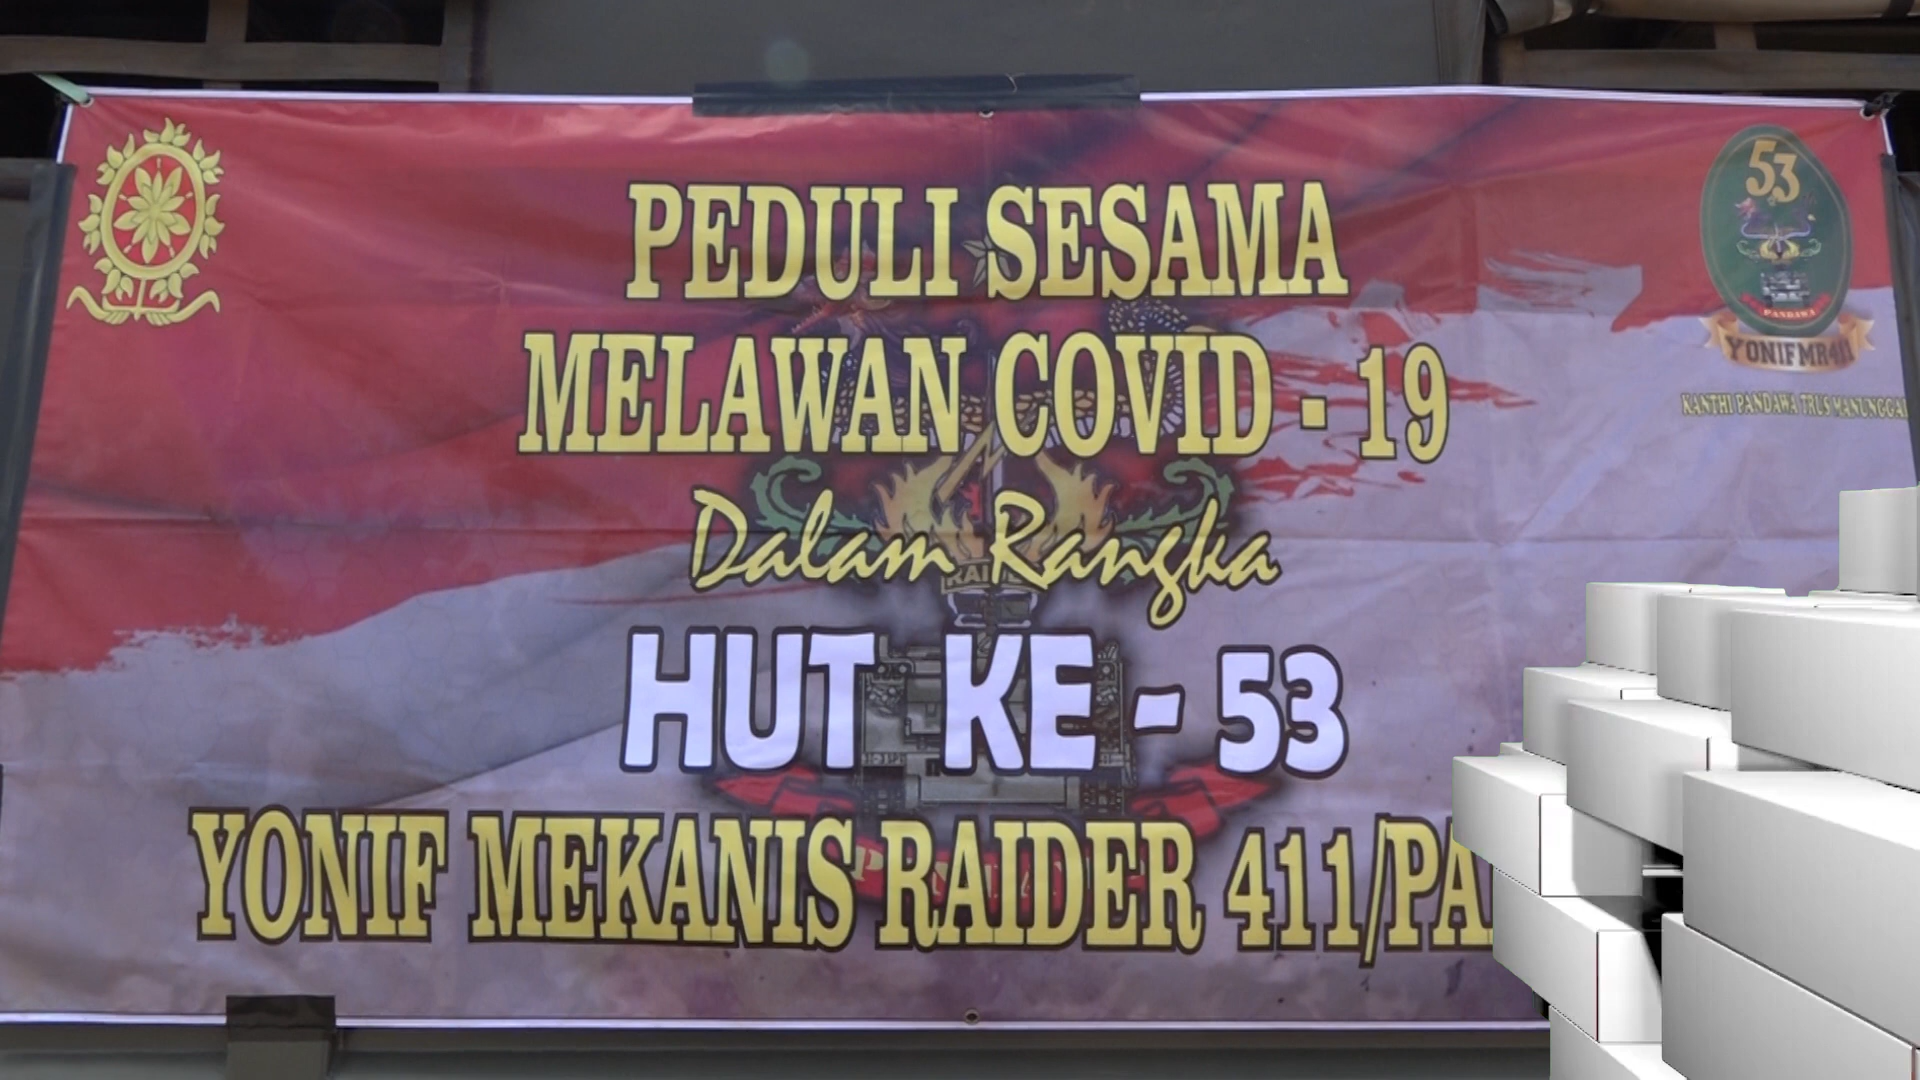 PEDULI SESAMA
MELAWAN COVID - 19
Dalam Rangka
HUT KE - 53
YONIF MEKANIS RAIDER 411/PA
53
PANDAWA
YONIF MR 411
KANTHI PANDAWA TRUS MANUNGGAL